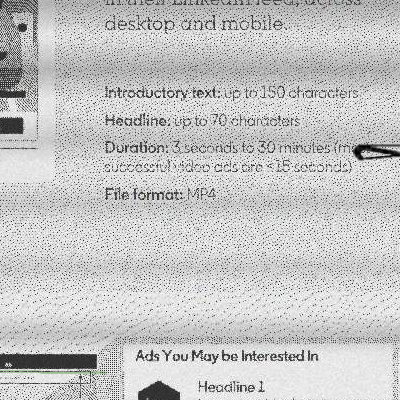 in their LinkedIn feed, across
desktop and mobile.
Introductory text: up to 150 characters
Headline: up to 70 characters
Duration: 3 seconds to 30 minutes
successful video ads are <15 seconds)
File format: MP4
Ads You May be Interested In
Headline 1